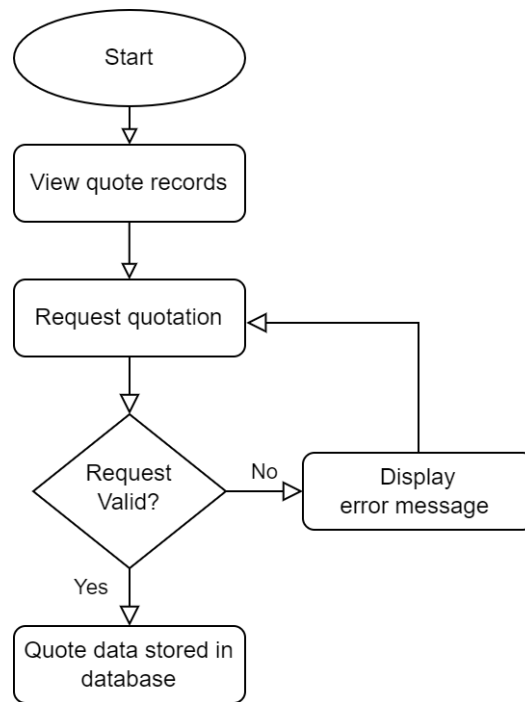 Start
View quote records
Request quotation
Request
Valid?
No
Display
error message
Yes
Quote data stored in
database